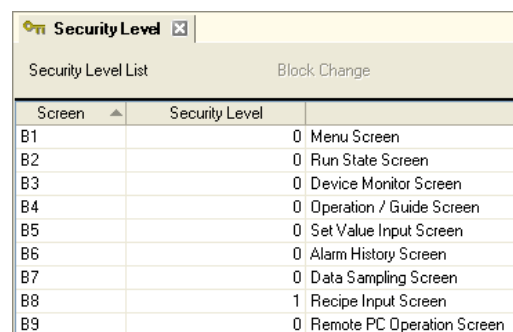 Security Level
Security Level List Block Change
Screen Security Level
B1 0 Menu Screen
B2 0 Run State Screen
B3 0 Device Monitor Screen
B4 0 Operation / Guide Screen
B5 0 Set Value Input Screen
B6 0 Alarm History Screen
B7 0 Data Sampling Screen
B8 1 Recipe Input Screen
B9 0 Remote PC Operation Screen